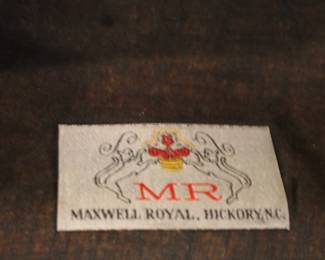 MR
MAXWELL ROYAL, HICKORY, N.C.